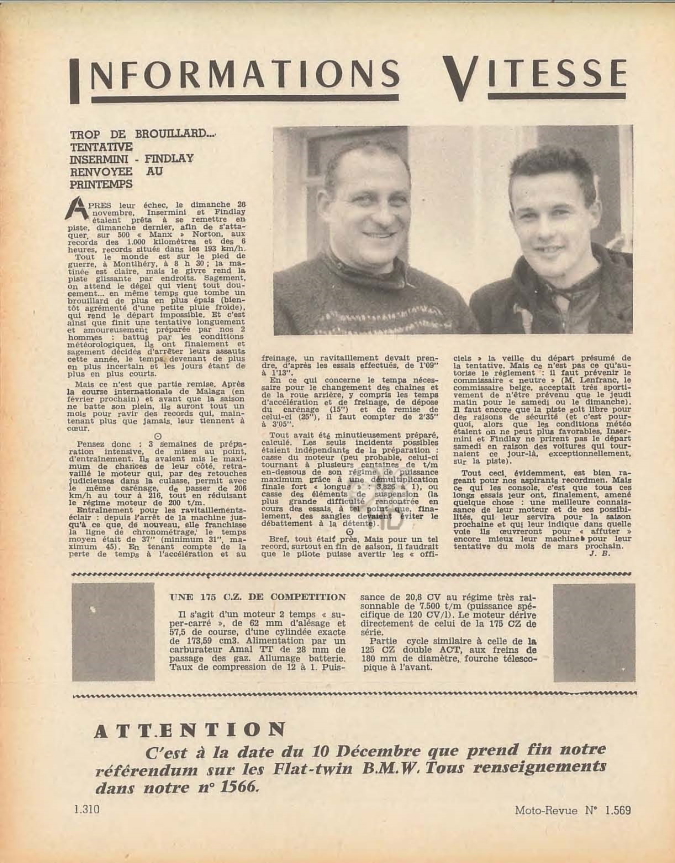 INFORMATIONS VITESSE
TROP DE BROUILLARD...
TENTATIVE
INSERMINI - FINDLAY
RENVOYEE AU
PRINTEMPS
APRES leur échec, le dimanche 26
novembre, Insermini et Findlay
étaient prêts à se remettre en
piste, dimanche dernier, afin de s'atta-
quer, sur 500 « Manx » Norton, aux
records des 1.000 kilomètres et des 6
heures, records situés dans les 193 km/h.
Tout le monde est sur le pied de
guerre, à Montlhéry, à 8 h 30 ; la ma-
tinée est claire, mais le givre rend la
piste glissante par endroits. Sagement,
on attend le dégel qui vient tout dou-
cement... en même temps que tombe un
brouillard de plus en plus épais (bien-
tôt agrémenté d'une petite pluie froide),
qui rend le départ impossible. Et c'est
ainsi que finit une tentative longuement
et amoureusement préparée par nos 2
hommes : battus par les conditions
météorologiques, ils ont finalement et
sagement décidés d'arrêter leurs assauts
cette année, le temps devenant de plus
en plus incertain et les jours étant de
plus en plus courts.
Mais ce n'est que partie remise. Après
la course internationale de Malaga (en
février prochain) et avant que la saison
ne batte son plein, ils auront tout un
mois pour ravir des records qui, main-
tenant plus que jamais, leur tiennent à
cœur.
Pensez donc : 3 semaines de prépa-
ration intensive, de mises au point,
d'entraînement. Ils avaient mis le maxi-
mum de chances de leur côté, retra-
vaillé le moteur qui, par des retouches
judicieuses dans la culasse, permit avec
le même carénage, de passer de 206
km/h au tour à 216, tout en réduisant
le régime moteur de 200 t/m.
Entraînement pour les ravitaillements-
éclair : depuis l'arrêt de la machine jus-
qu'à ce que, de nouveau, elle franchisse
la ligne de chronométrage, le temps
moyen était de 37" (minimum 31", ma-
ximum 45). En tenant compte de la
perte de temps à l'accélération et au
freinage, un ravitaillement devait pren-
dre, d'après les essais effectués, de 1'09"
à 1'13".
En ce qui concerne le temps néces-
saire pour le changement des chaînes et
de la roue arrière, y compris les temps
d'accélération et de freinage, de dépose
du carénage (15") et de remise de
celui-ci (25"), il faut compter de 2'35"
à 3'05".
Tout avait été minutieusement préparé,
calculé. Les seuls incidents possibles
étaient indépendants de la préparation :
casse du moteur (peu probable, celui-ci
tournant à plusieurs centaines de t/m
en-dessous de son régime de puissance
maximum grâce à une démultiplication
finale fort « longue » à 1), ou
casse des éléments de suspension (la
plus grande difficulté rencontrée en
cours des essais, à tel point que, fina-
lement, des sangles devaient éviter le
débattement à la détente).
Bref, tout était prêt. Mais pour un tel
record, surtout en fin de saison, il faudrait
que le pilote puisse avertir les « offi-
ciels » la veille du départ présumé de
la tentative. Mais ce n'est pas ce qu'au-
torise le règlement : il faut prévenir le
commissaire « neutre » (M. Lenfranc, le
commissaire belge, acceptait très sporti-
vement de n'être prévenu que le jeudi
matin pour le samedi ou le dimanche).
Il faut encore que la piste soit libre pour
des raisons de sécurité (et c'est pour-
quoi, alors que les conditions météo
étaient on ne peut plus favorables, Inser-
mini et Findlay ne prirent pas le départ
samedi en raison des voitures qui tour-
naient ce jour-là, exceptionnellement,
sur la piste).
Tout ceci, évidemment, est bien ra-
geant pour nos aspirants recordmen. Mais
ce qui les console, c'est que tous ces
longs essais leur ont, finalement, amené
quelque chose : une meilleure connais-
sance de leur moteur et de ses possibi-
lités, qui leur servira pour la saison
prochaine et qui leur indique dans quelle
voie ils œuvreront pour « affuter »
encore mieux leur machine pour leur
tentative du mois de mars prochain.
J. B.
UNE 175 C.Z. DE COMPETITION
Il s'agit d'un moteur 2 temps « su-
per-carré », de 62 mm d'alésage et
57,5 de course, d'une cylindrée exacte
de 173,59 cm3. Alimentation par un
carburateur Amal TT de 28 mm de
passage des gaz. Allumage batterie.
Taux de compression de 12 à 1. Puis-
sance de 20,8 CV au régime très rai-
sonnable de 7.500 t/m (puissance spé-
cifique de 120 CV/l). Le moteur dérive
directement de celui de la 175 CZ de
série.
Partie cycle similaire à celle de la
125 CZ double ACT, aux freins de
180 mm de diamètre, fourche télesco-
pique à l'avant.
ATTENTION
C'est à la date du 10 Décembre que prend fin notre
référendum sur les Flat-twin B.M.W. Tous renseignements
dans notre n° 1566.
1.310
Moto-Revue N° 1.569